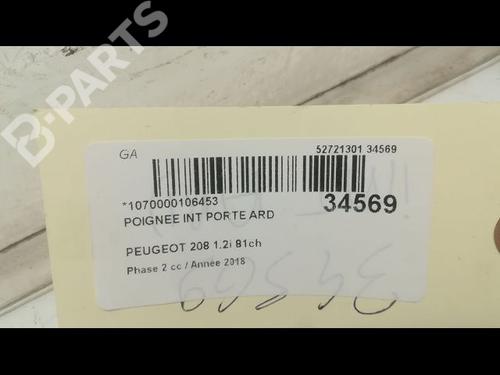 B-PARTS
GA
52721301 34569
*1070000106453
34569
POIGNEE INT PORTE ARD
PEUGEOT 208 1.2i 81ch
Phase 2 cc / Année 2018
34569